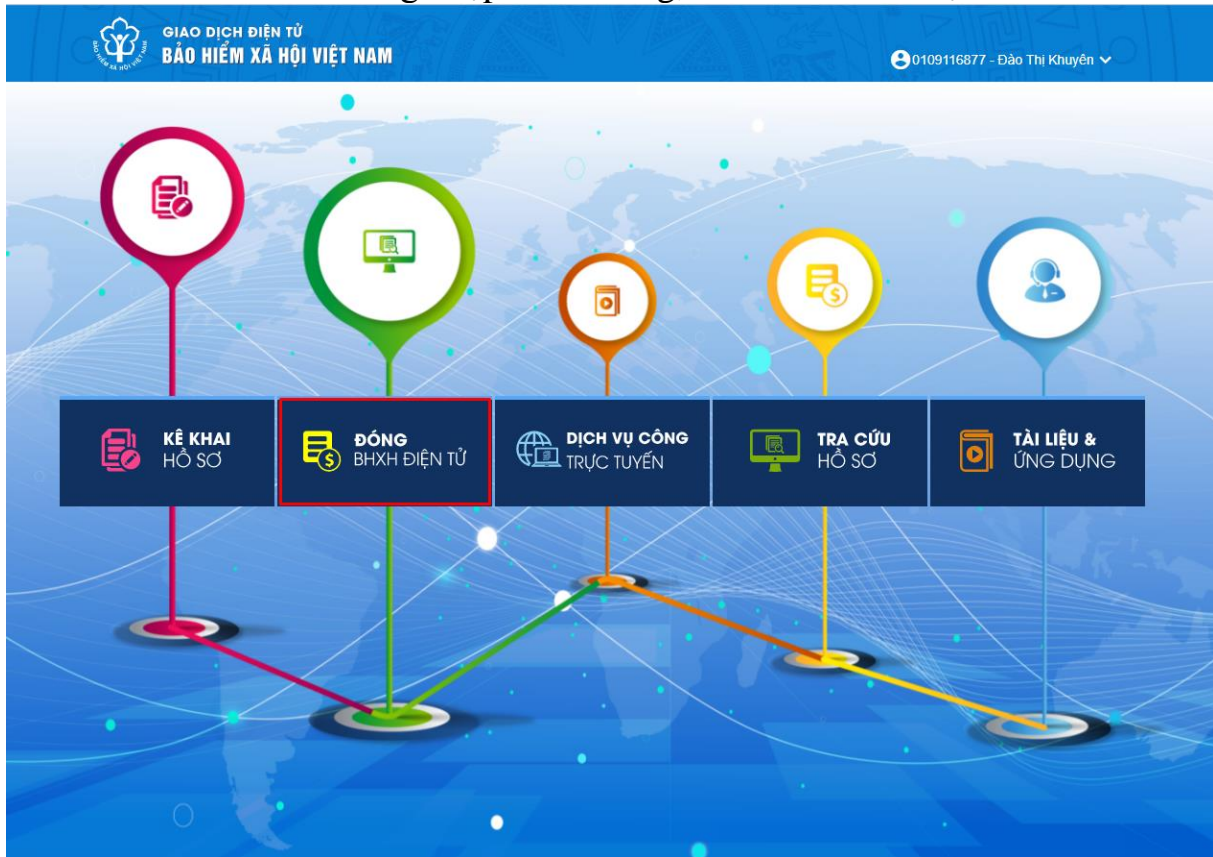 GIAO DỊCH ĐIỆN TỬ
BẢO HIỂM XÃ HỘI VIỆT NAM
0109116877 - Đào Thị Khuyên
KÊ KHAI
HỒ SƠ
ĐÓNG
BHXH ĐIỆN TỬ
DỊCH VỤ CÔNG
TRỰC TUYẾN
TRA CỨU
HỒ SƠ
TÀI LIỆU &
ỨNG DỤNG